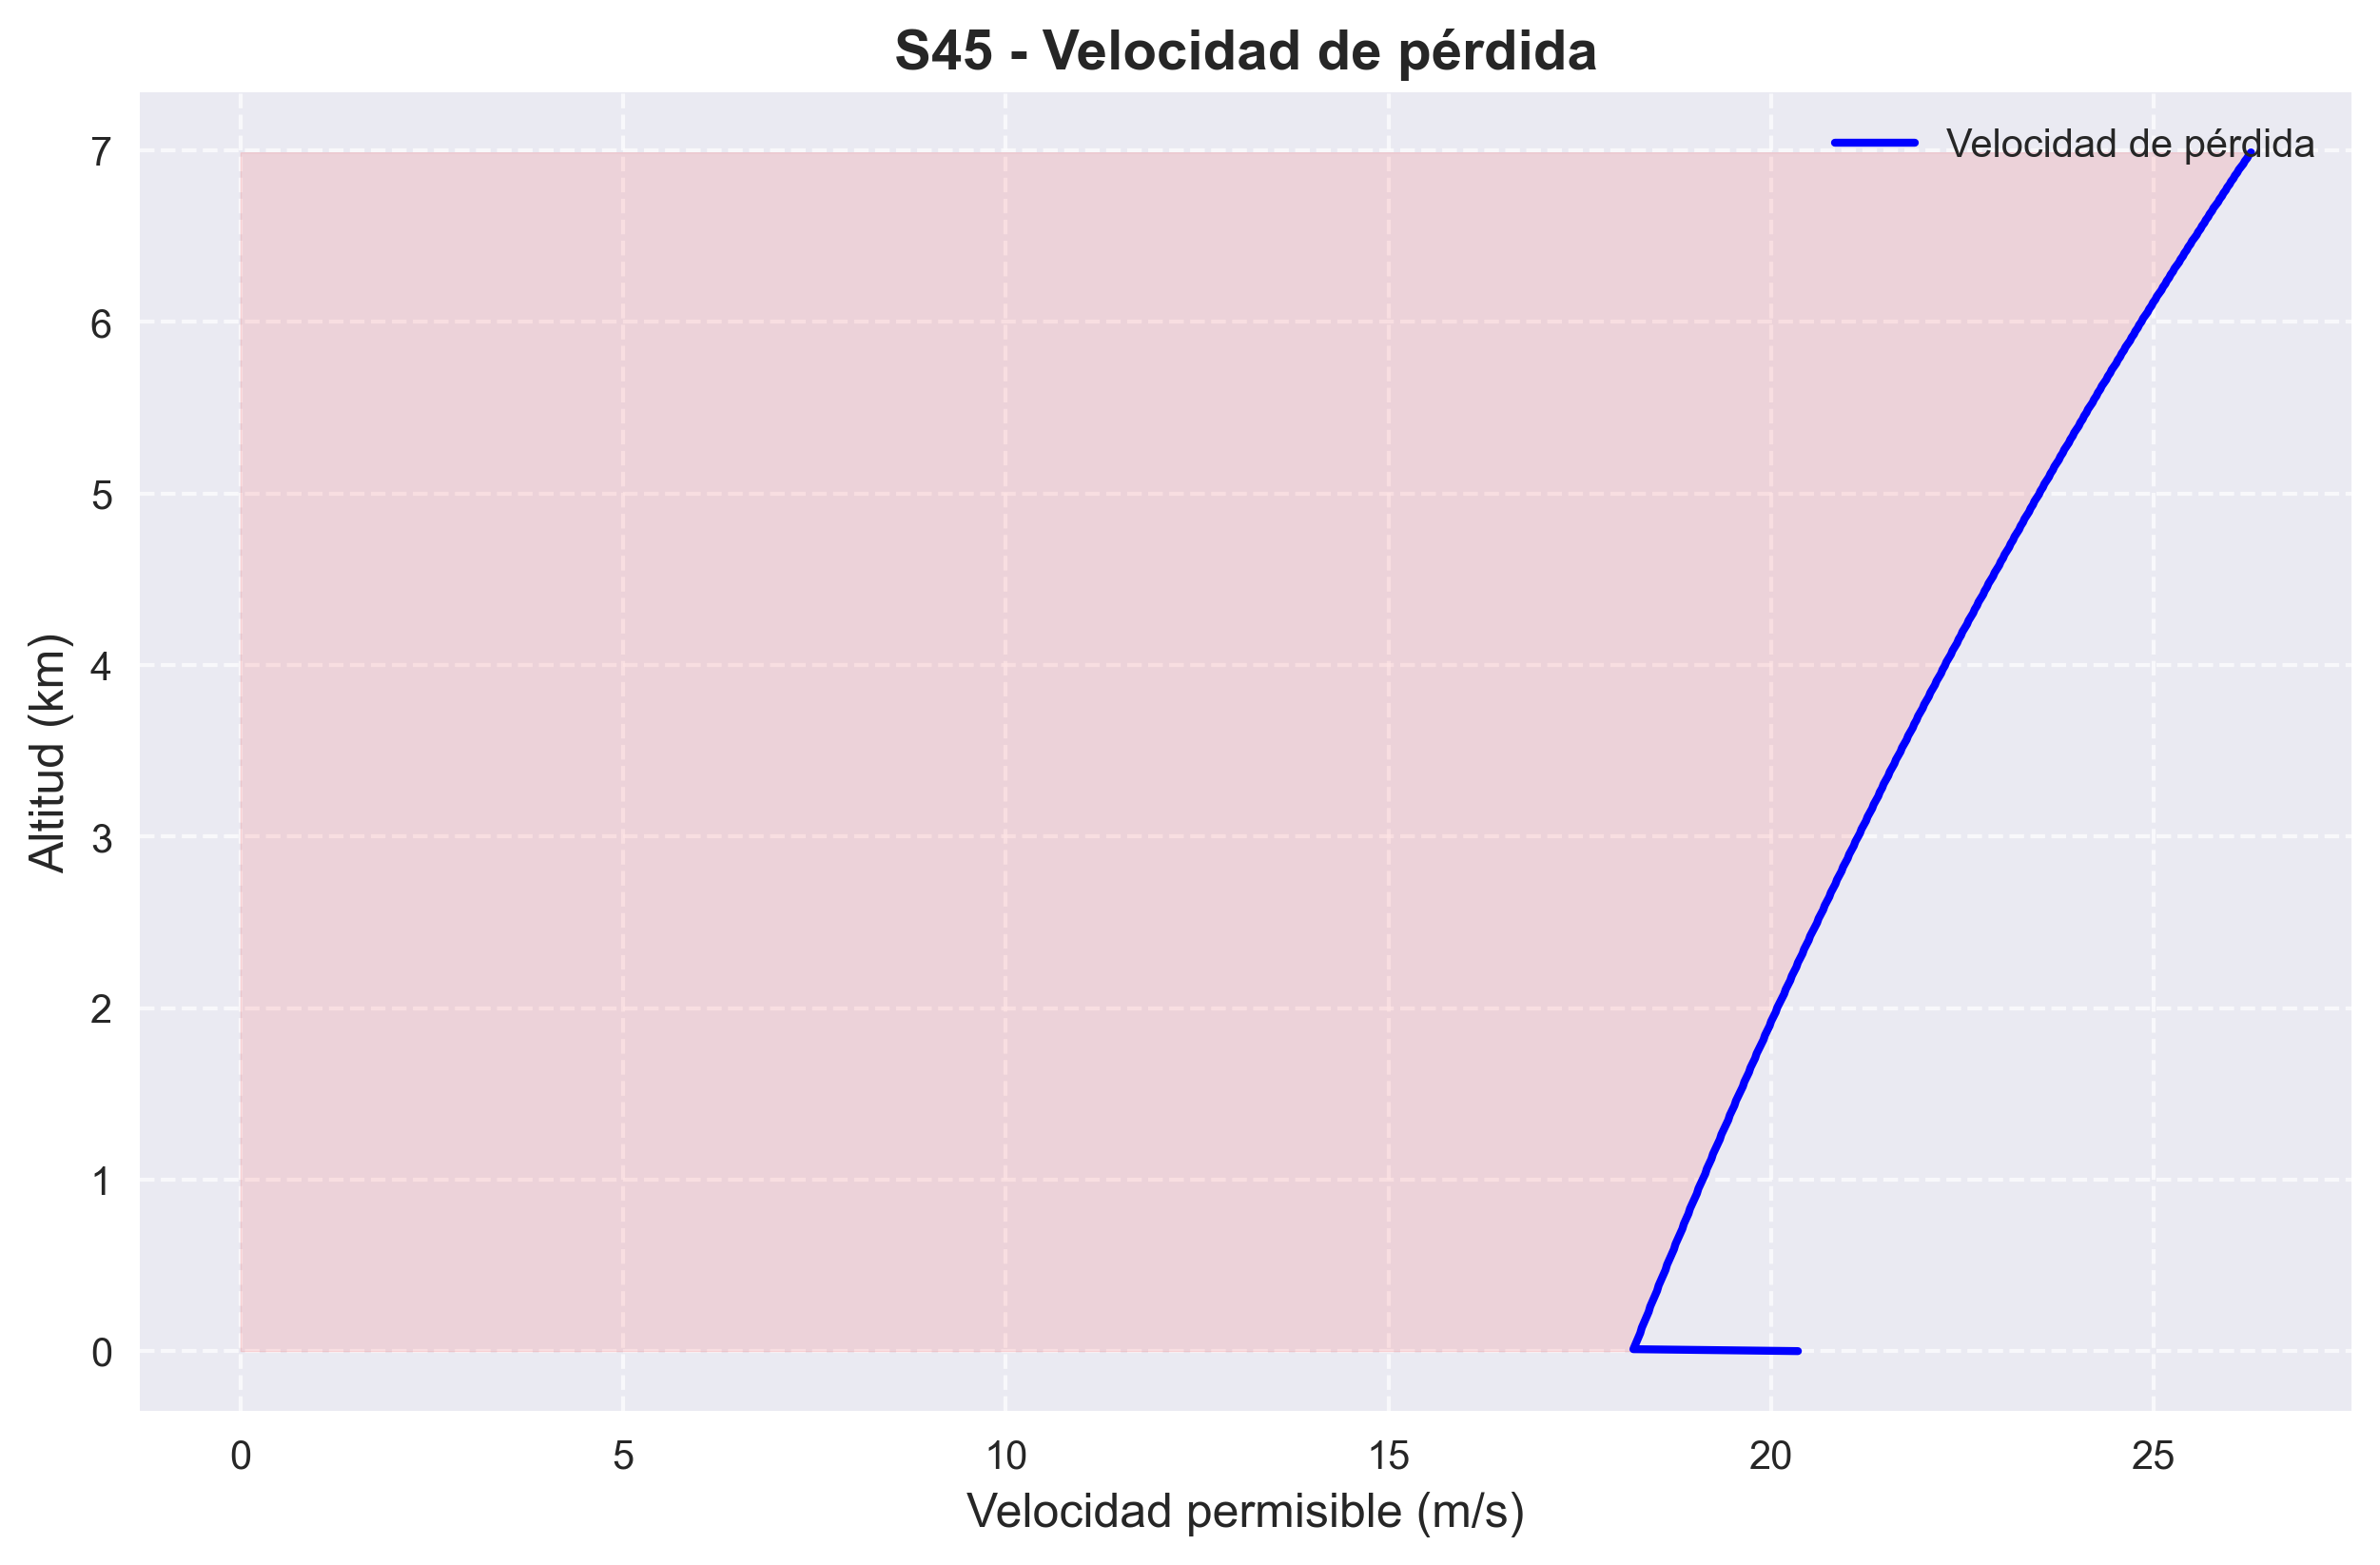 S45 - Velocidad de pérdida
Velocidad de pérdida
Altitud (km)
7
6
5
4
3
2
1
0
0 5 10 15 20 25
Velocidad permisible (m/s)